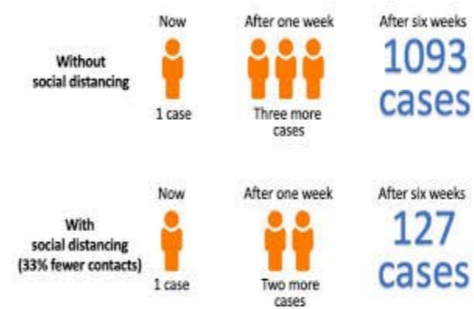 Now After one week After six weeks
Without
social distancing
1093
cases
1 case
Three more
cases
Now After one week After six weeks
With
social distancing
(33% fewer contacts)
127
cases
1 case
Two more
cases